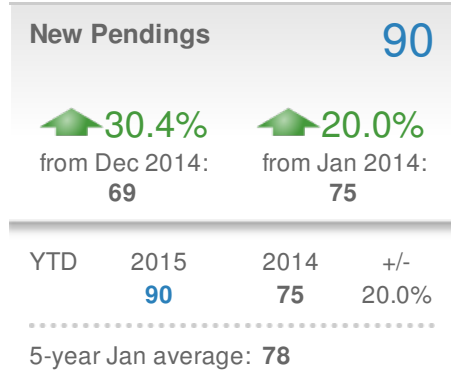 New Pendings 90
30.4% 20.0%
from Dec 2014: from Jan 2014:
69 75
YTD 2015 2014 +/-
90 75 20.0%
5-year Jan average: 78